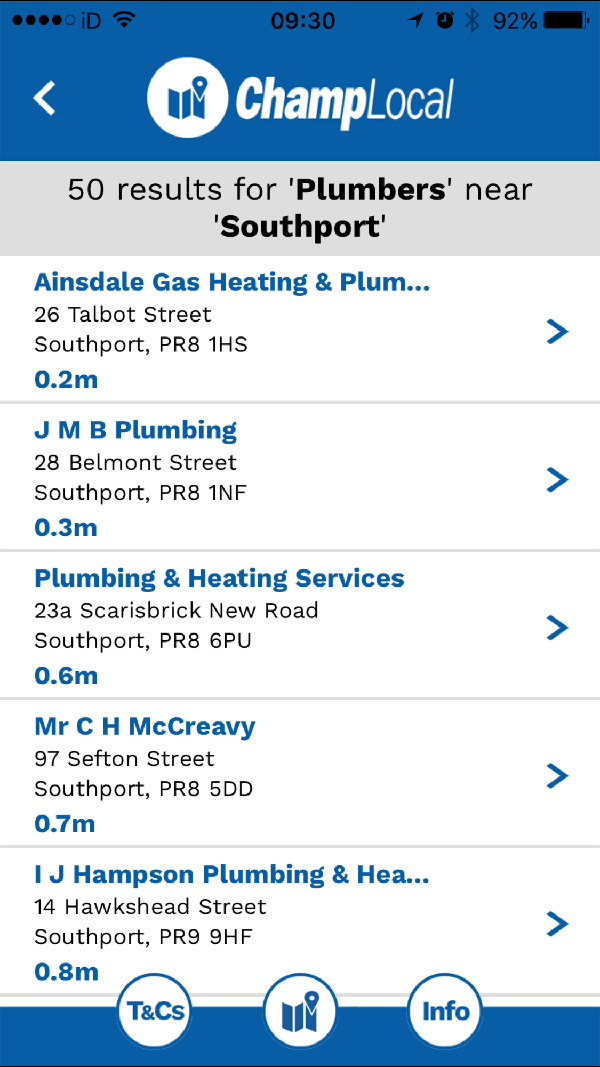 iD 09:30 92%
ChampLocal
50 results for 'Plumbers' near
'Southport'
Ainsdale Gas Heating & Plum...
26 Talbot Street
Southport, PR8 1HS
0.2m
J M B Plumbing
28 Belmont Street
Southport, PR8 1NF
0.3m
Plumbing & Heating Services
23a Scarisbrick New Road
Southport, PR8 6PU
0.6m
Mr C H McCreavy
97 Sefton Street
Southport, PR8 5DD
0.7m
I J Hampson Plumbing & Hea...
14 Hawkshead Street
Southport, PR9 9HF
0.8m
T&Cs Info